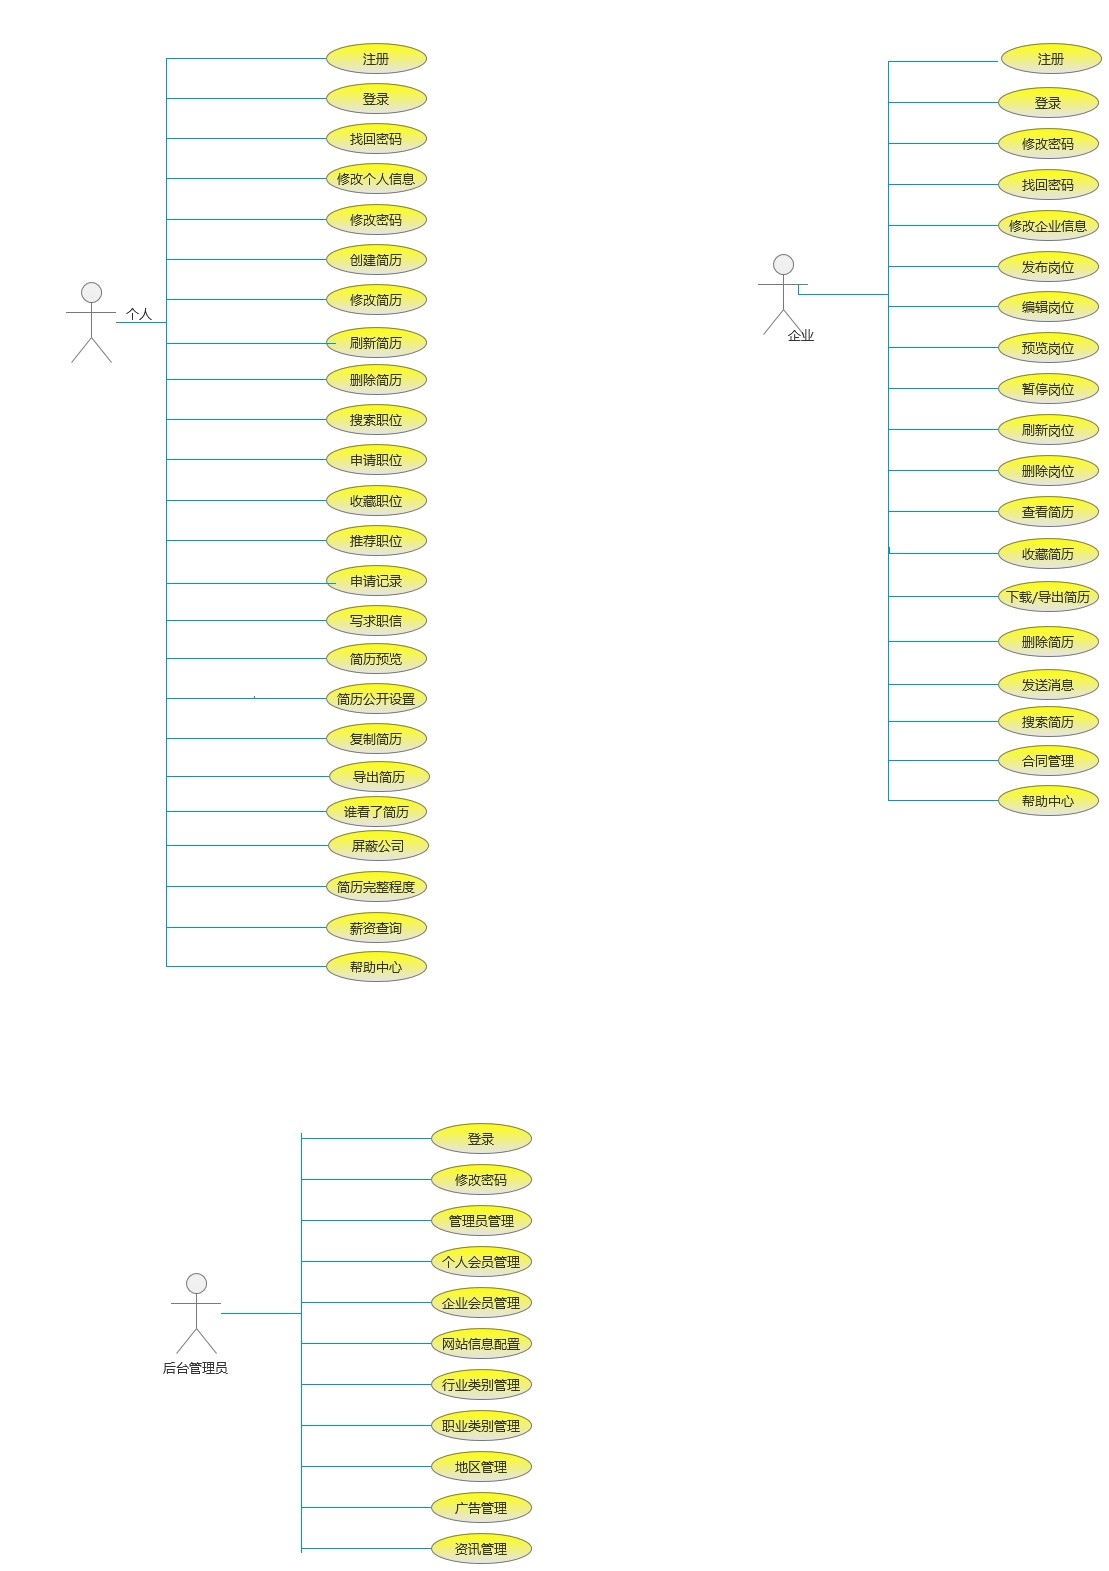 个人
注册
登录
找回密码
修改个人信息
修改密码
创建简历
修改简历
刷新简历
删除简历
搜索职位
申请职位
收藏职位
推荐职位
申请记录
写求职信
简历预览
简历公开设置
复制简历
导出简历
谁看了简历
屏蔽公司
简历完整程度
薪资查询
帮助中心
企业
注册
登录
修改密码
找回密码
修改企业信息
发布岗位
编辑岗位
预览岗位
暂停岗位
刷新岗位
删除岗位
查看简历
收藏简历
下载/导出简历
删除简历
发送消息
搜索简历
合同管理
帮助中心
后台管理员
登录
修改密码
管理员管理
个人会员管理
企业会员管理
网站信息配置
行业类别管理
职业类别管理
地区管理
广告管理
资讯管理